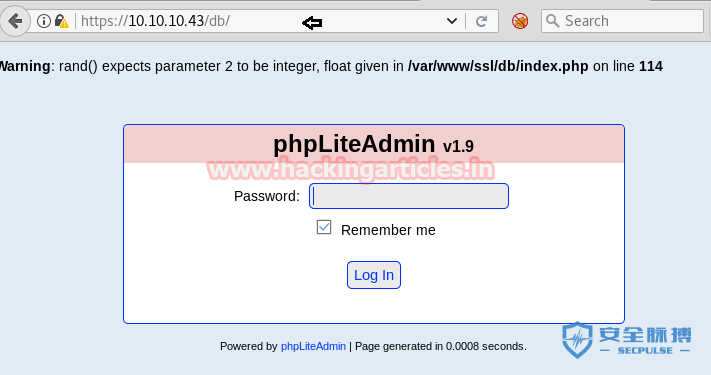 https://10.10.10.43/db/
Search
Warning: rand() expects parameter 2 to be integer, float given in /var/www/ssl/db/index.php on line 114
phpLiteAdmin v1.9
www.hackingarticles.in
Password:
Remember me
Log In
Powered by phpLiteAdmin | Page generated in 0.0008 seconds.
安全脉搏
SECPULSE